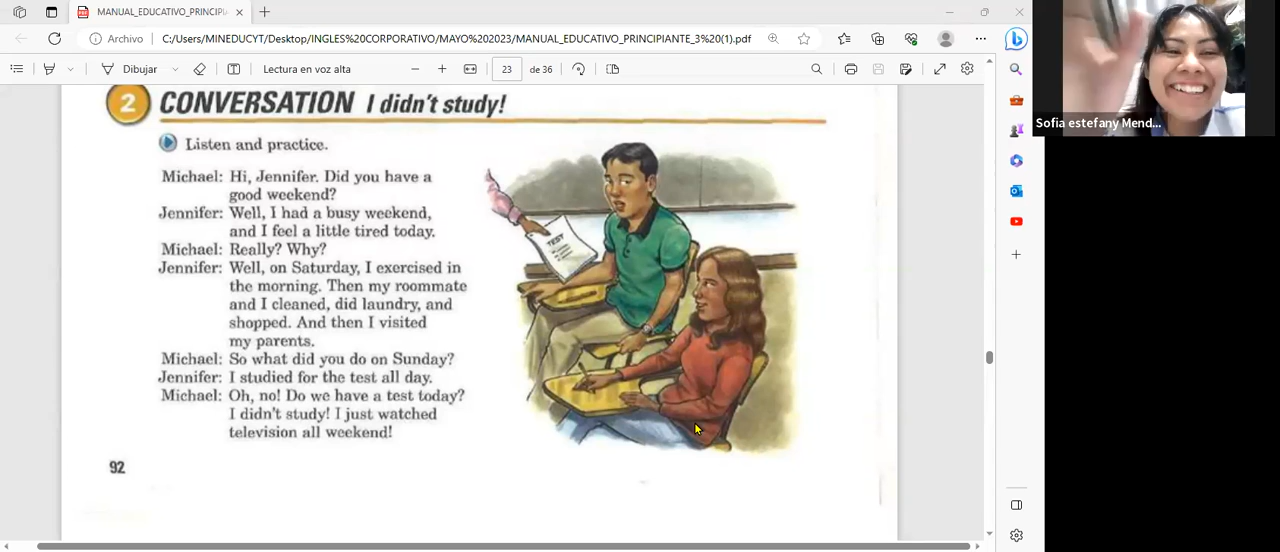 MANUAL_EDUCATIVO_PRINCIPI
Archivo
C:/Users/MINEDUCYT/Desktop/INGLES%20CORPORATIVO/MAYO%202023/MANUAL_EDUCATIVO_PRINCIPIANTE_3%20(1).pdf
Dibujar
Lectura en voz alta
23
de 36
Sofia estefany Mend...
2 CONVERSATION I didn't study!
Listen and practice.
Michael: Hi, Jennifer. Did you have a
good weekend?
Jennifer: Well, I had a busy weekend,
and I feel a little tired today.
Michael: Really? Why?
Jennifer: Well, on Saturday, I exercised in
the morning. Then my roommate
and I cleaned, did laundry, and
shopped. And then I visited
my parents.
Michael: So what did you do on Sunday?
Jennifer: I studied for the test all day.
Michael: Oh, no! Do we have a test today?
I didn't study! I just watched
television all weekend!
TEST
92